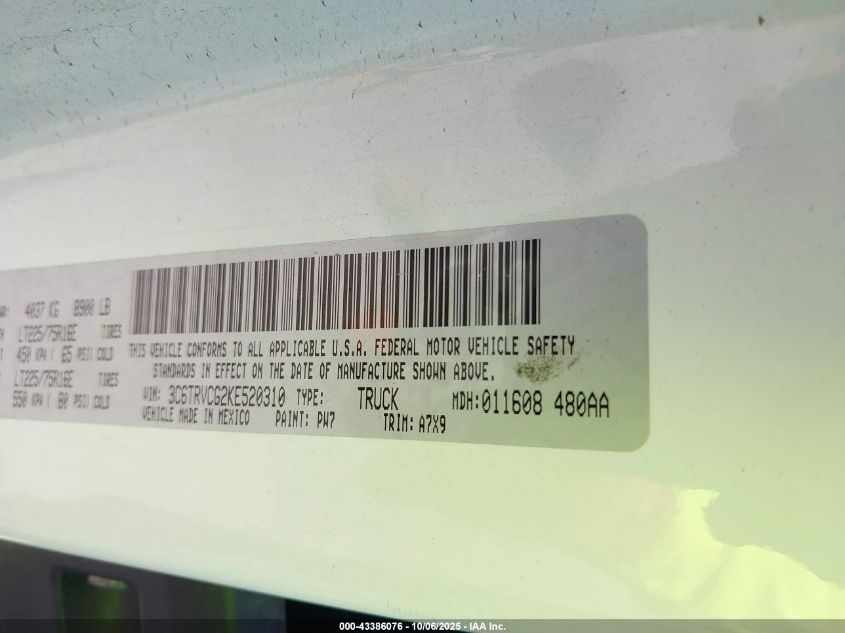 4037 KG 8900 LB
LT225/75R16E TIRES
450 KPA ( 65 PSI) COLD
LT225/75R16E TIRES
550 KPA ( 80 PSI) COLD
THIS VEHICLE CONFORMS TO ALL APPLICABLE U.S.A. FEDERAL MOTOR VEHICLE SAFETY
STANDARDS IN EFFECT ON THE DATE OF MANUFACTURE SHOWN ABOVE.
VIN: 3C6TRVCG2KE520310 TYPE: TRUCK MDH:011608 480AA
VEHICLE MADE IN MEXICO PAINT: PW7 TRIM: A7X9
000-43386076 - 10/06/2025 - IAA Inc.